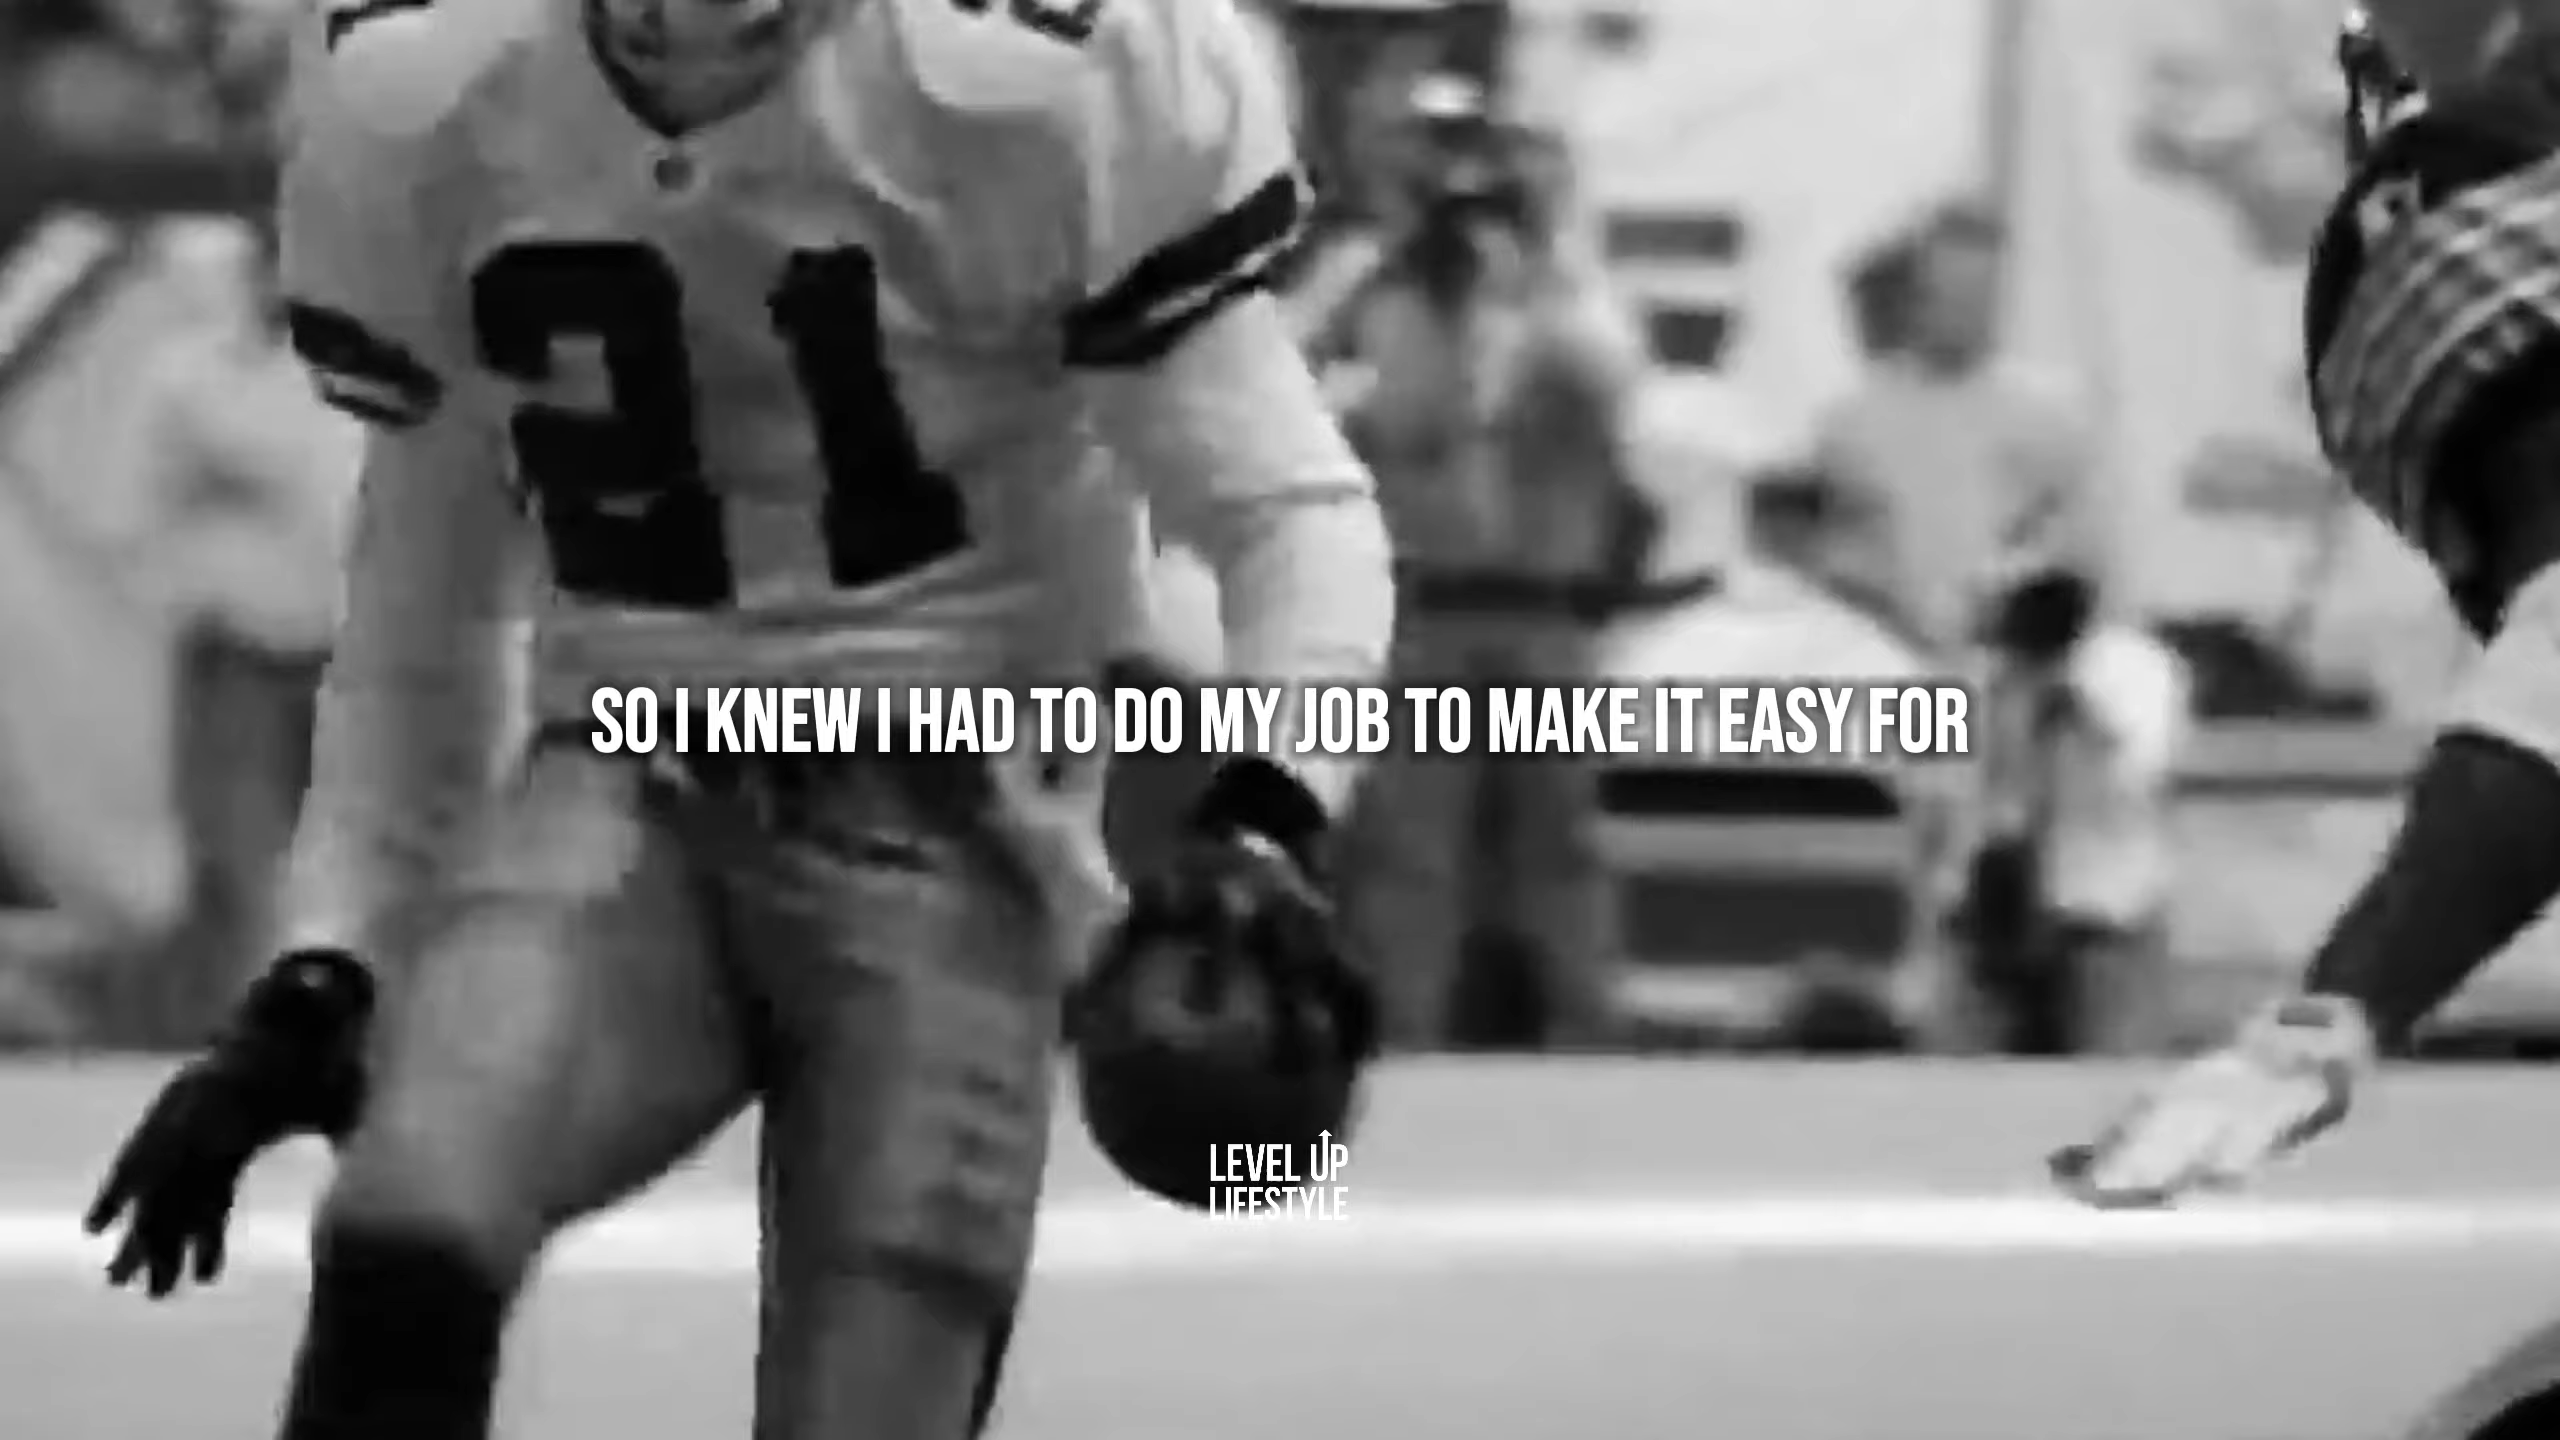 21
SO I KNEW I HAD TO DO MY JOB TO MAKE IT EASY FOR
LEVEL UP
LIFESTYLE